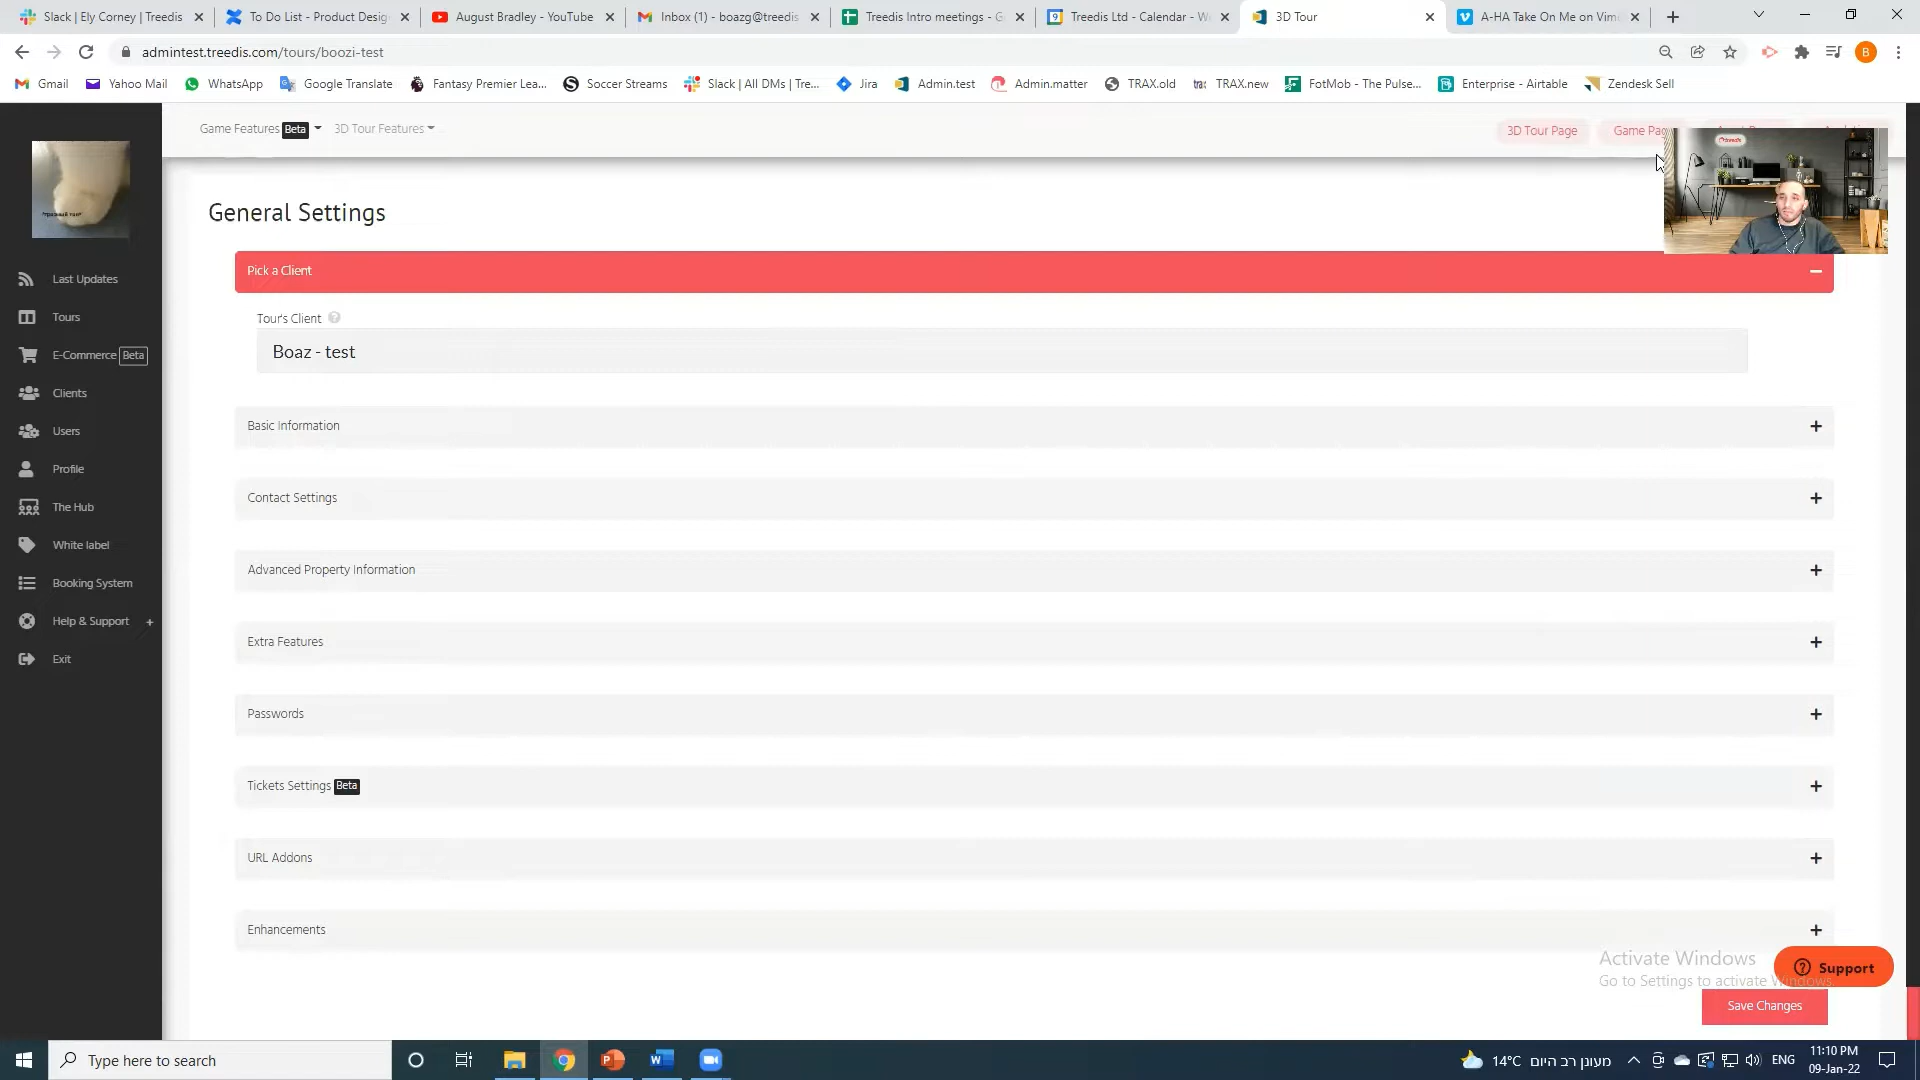 Slack | Ely Corney | Treedis
To Do List - Product Desig
August Bradley - YouTube
Inbox (1) - boazg@treedis
Treedis Intro meetings - G
Treedis Ltd - Calendar - W
3D Tour
A-HA Take On Me on Vim
admintest.treedis.com/tours/boozi-test
B
Gmail
Yahoo Mail
WhatsApp
Google Translate
Fantasy Premier Lea...
Soccer Streams
Slack | All DMs | Tre...
Jira
Admin.test
Admin.matter
TRAX.old
TRAX.new
FotMob - The Pulse...
Enterprise - Airtable
Zendesk Sell
Game Features Beta
3D Tour Features
3D Tour Page
Game Pag
Last Updates
Tours
E-Commerce Beta
Clients
Users
Profile
The Hub
White label
Booking System
Help & Support +
Exit
General Settings
Pick a Client
Tour's Client
Boaz - test
Basic Information
Contact Settings
Advanced Property Information
Extra Features
Passwords
Tickets Settings Beta
URL Addons
Enhancements
Activate Windows
Go to Settings to activate Windows.
Support
Save Changes
Type here to search
14°C מעונן רב היום
ENG
11:10 PM
09-Jan-22